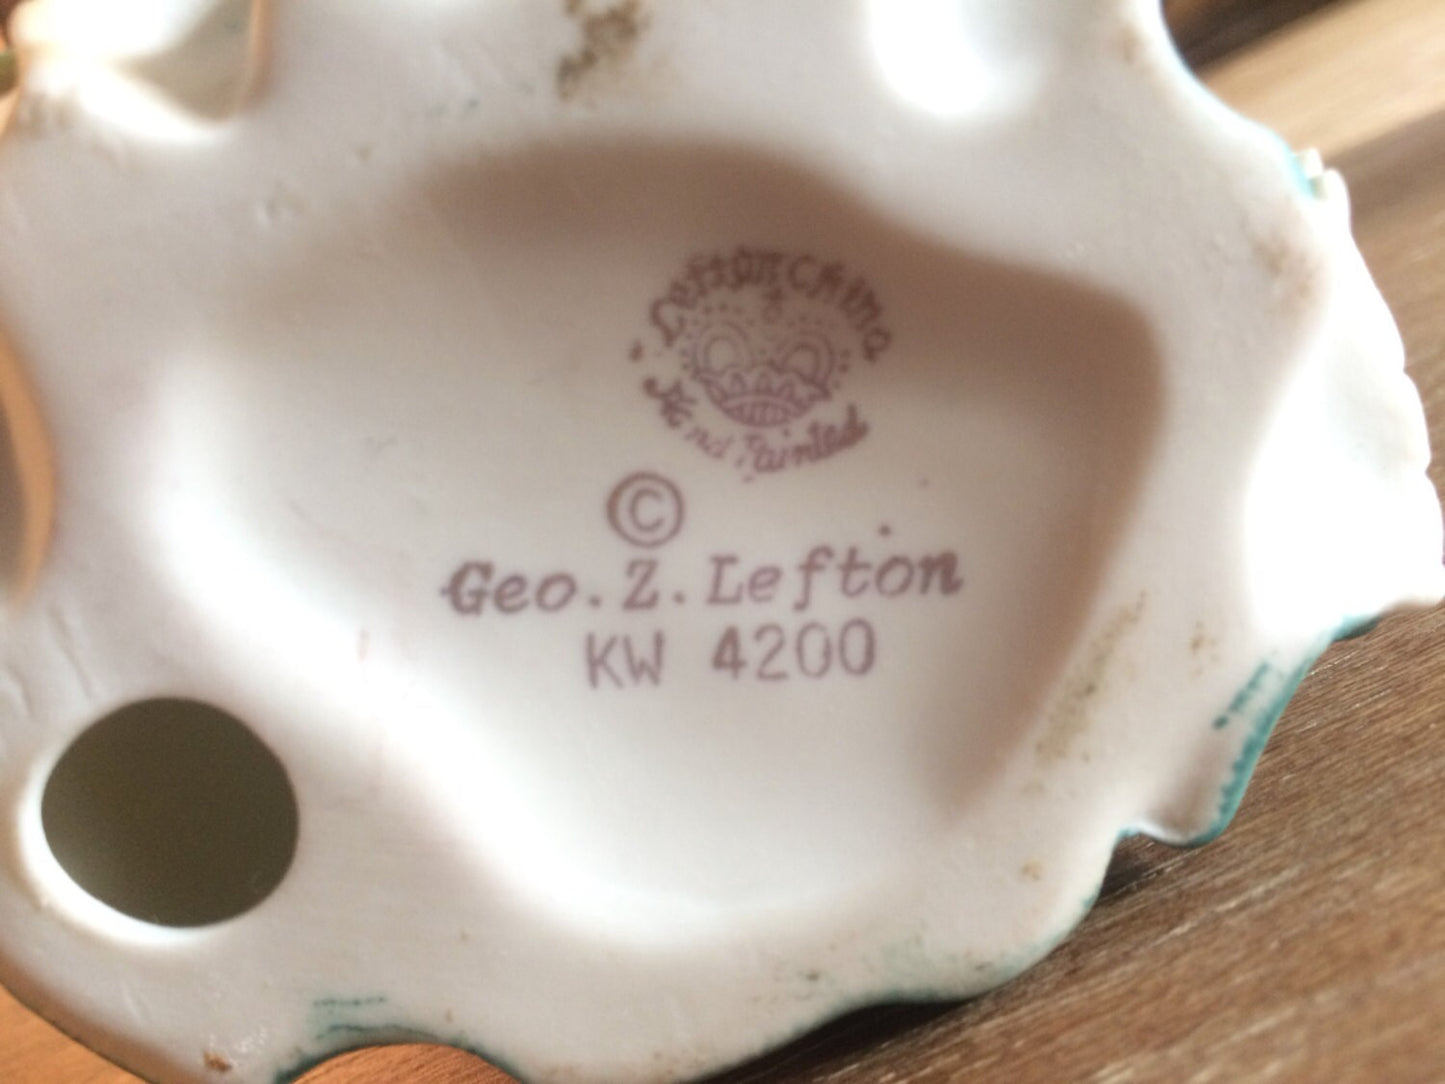 Lefton China
Hand Painted
©
Geo. Z. Lefton
KW 4200